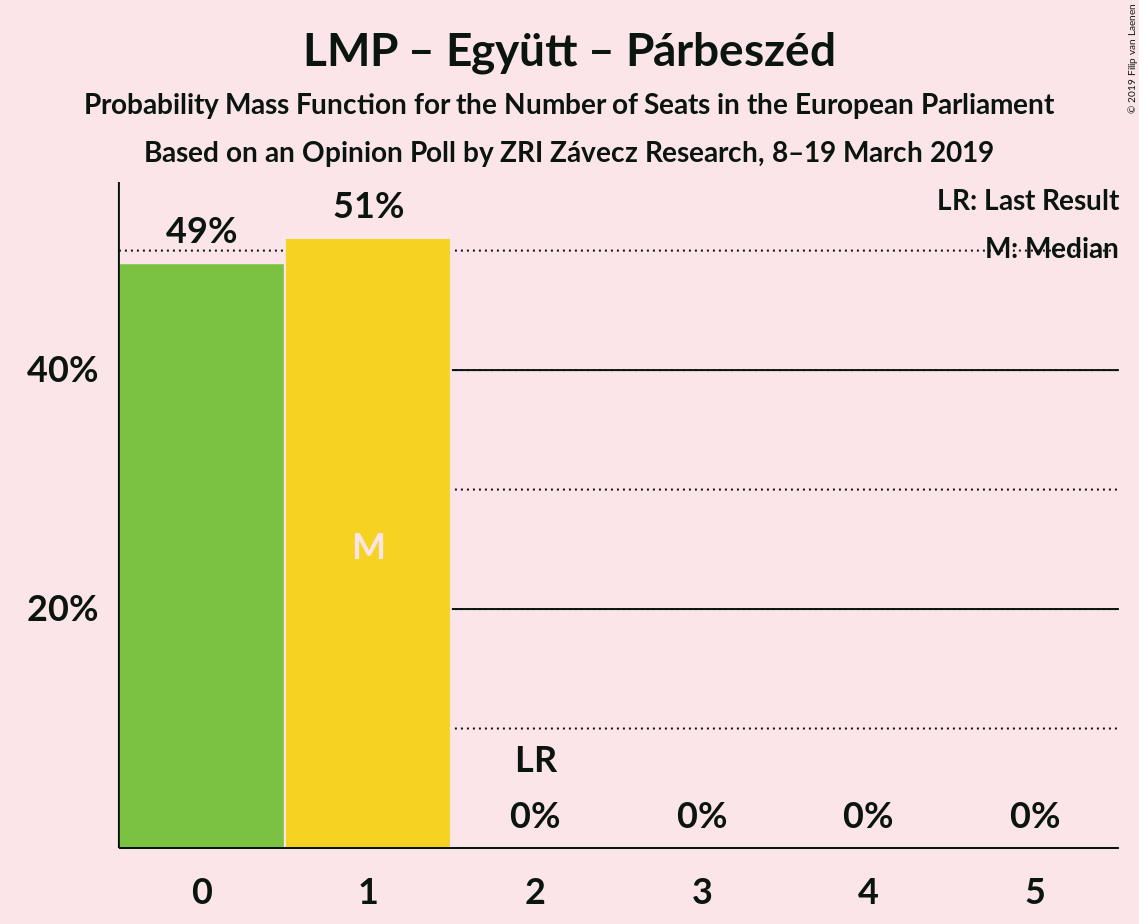 LMP – Együtt – Párbeszéd
Probability Mass Function for the Number of Seats in the European Parliament
Based on an Opinion Poll by ZRI Závecz Research, 8–19 March 2019
© 2019 Filip van Laenen
LR: Last Result
M: Median
49%
51%
40%
20%
M
LR
0%
0%
0%
0%
0
1
2
3
4
5